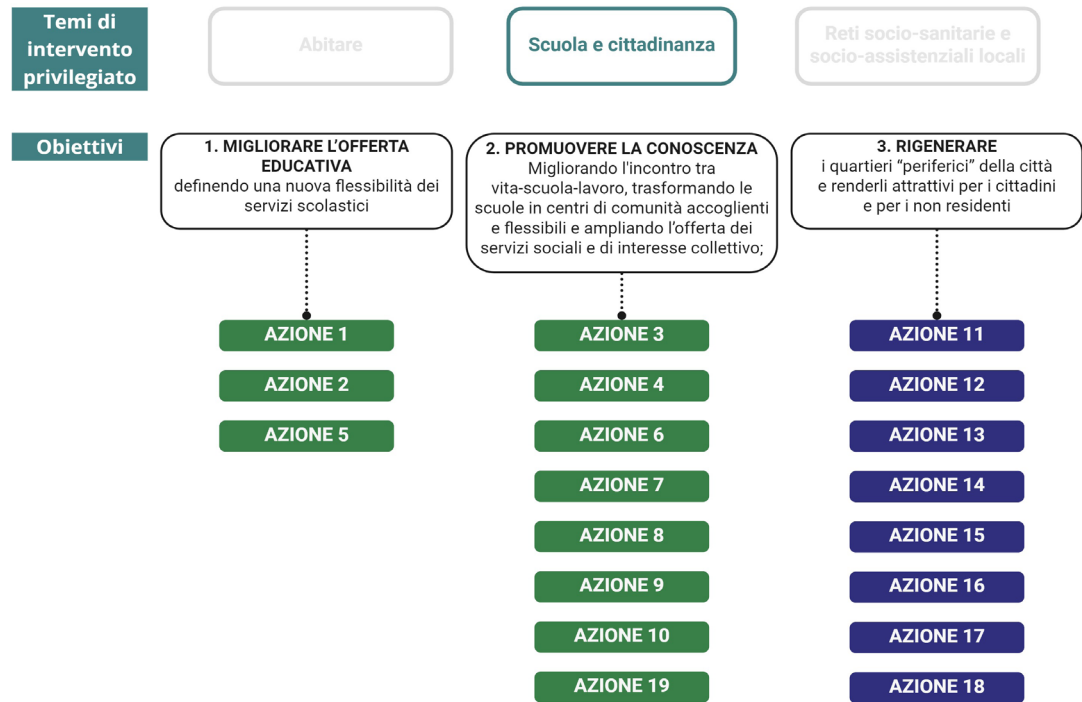 Temi di
intervento
privilegiato
Abitare
Scuola e cittadinanza
Reti socio-sanitarie e
socio-assistenziali locali
Obiettivi
1. MIGLIORARE L'OFFERTA
EDUCATIVA
definendo una nuova flessibilità dei
servizi scolastici
2. PROMUOVERE LA CONOSCENZA
Migliorando l'incontro tra
vita-scuola-lavoro, trasformando le
scuole in centri di comunità accoglienti
e flessibili e ampliando l'offerta dei
servizi sociali e di interesse collettivo;
3. RIGENERARE
i quartieri "periferici" della città
e renderli attrattivi per i cittadini
e per i non residenti
AZIONE 1
AZIONE 2
AZIONE 5
AZIONE 3
AZIONE 4
AZIONE 6
AZIONE 7
AZIONE 8
AZIONE 9
AZIONE 10
AZIONE 19
AZIONE 11
AZIONE 12
AZIONE 13
AZIONE 14
AZIONE 15
AZIONE 16
AZIONE 17
AZIONE 18